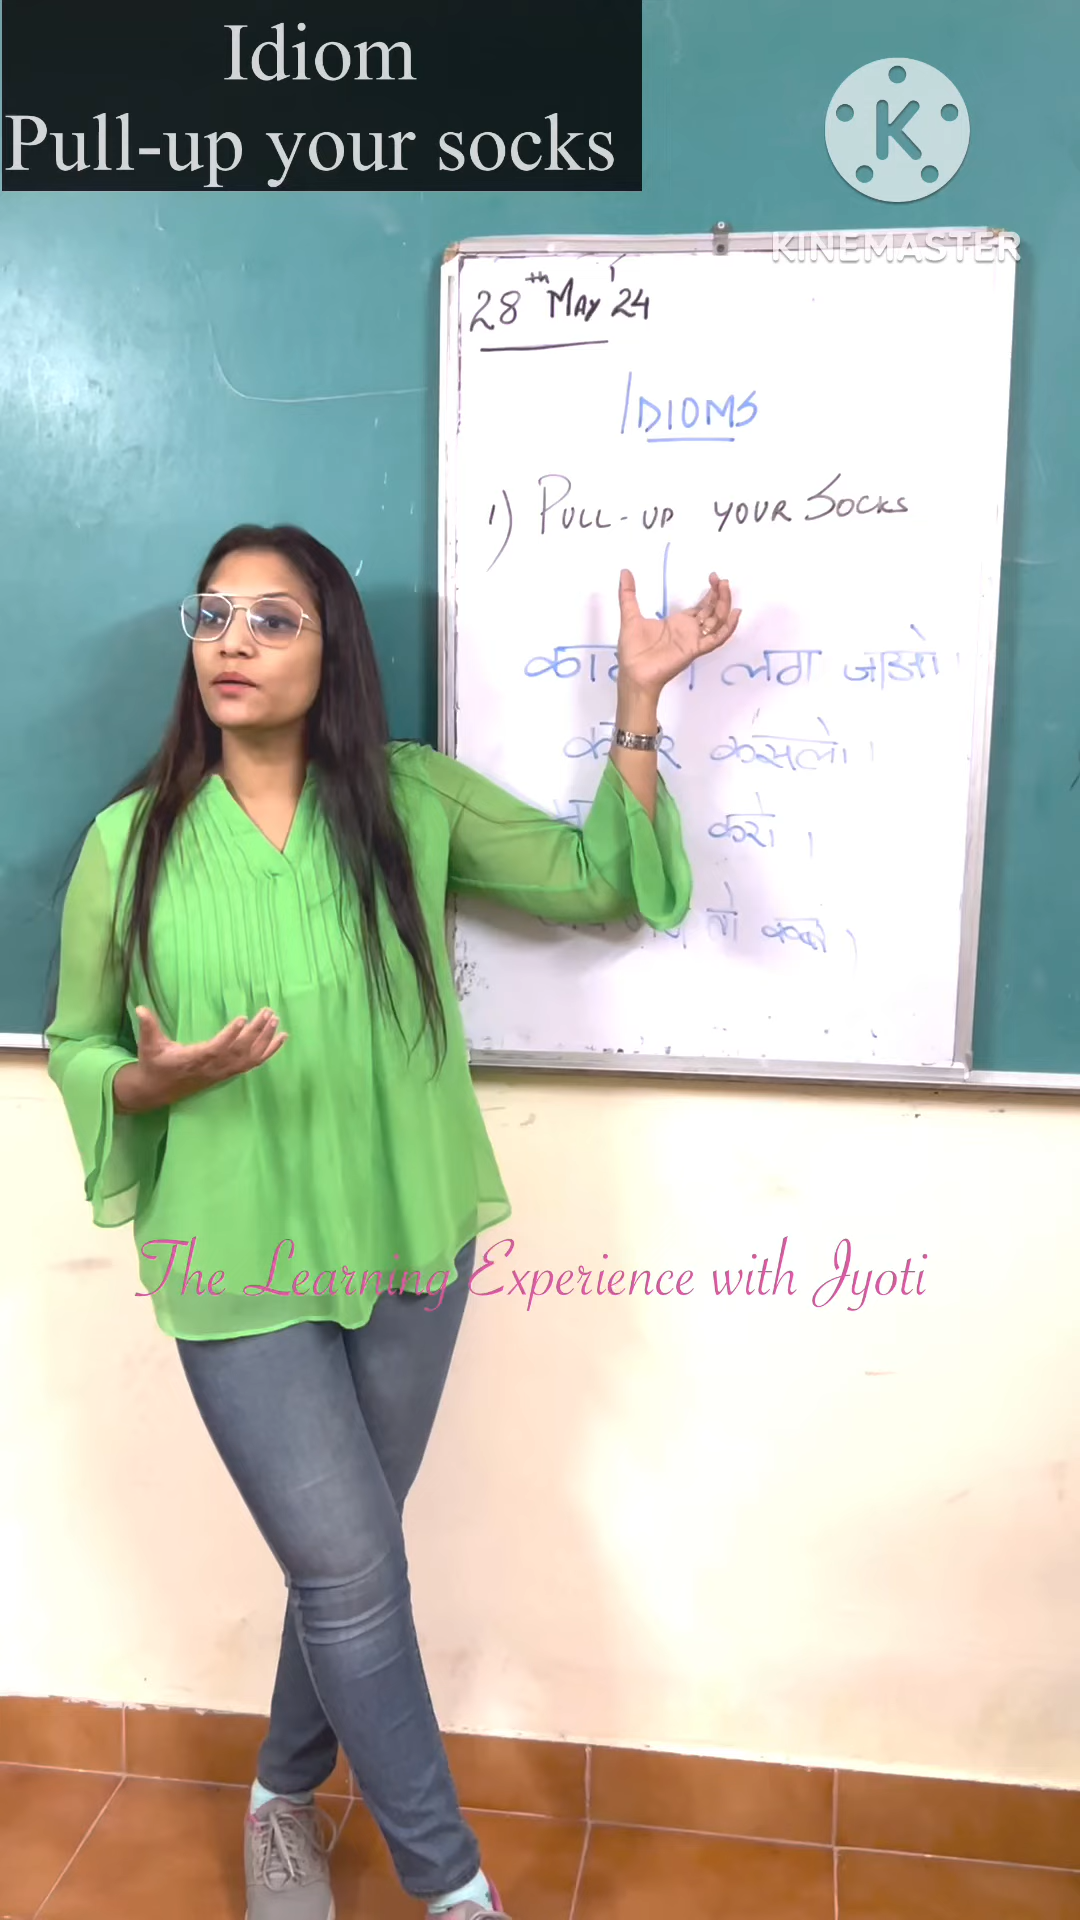 Idiom
Pull-up your socks
KINEMASTER
28th MAY '24
IDIOMS
1) PULL-UP YOUR SOCKS
लग जाओ।
कसलो।
करो।
तो
The Learning Experience with Jyoti